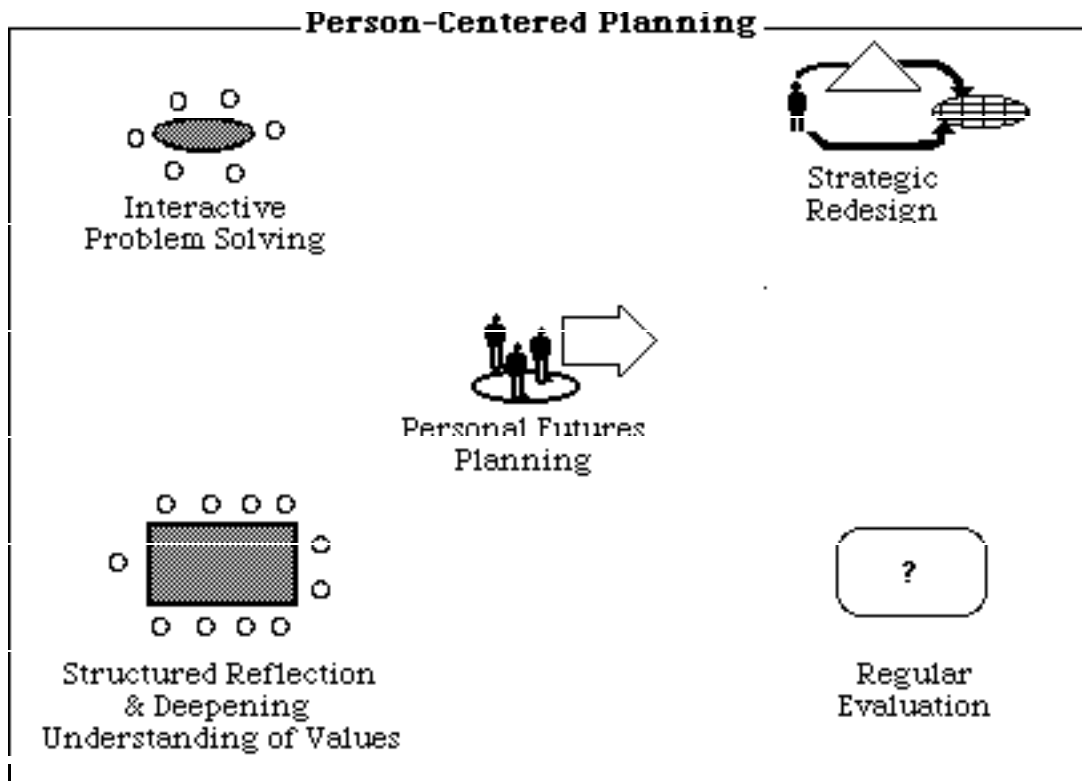 Person-Centered Planning
Interactive
Problem Solving
Strategic
Redesign
Personal Futures
Planning
Structured Reflection
& Deepening
Understanding of Values
?
Regular
Evaluation